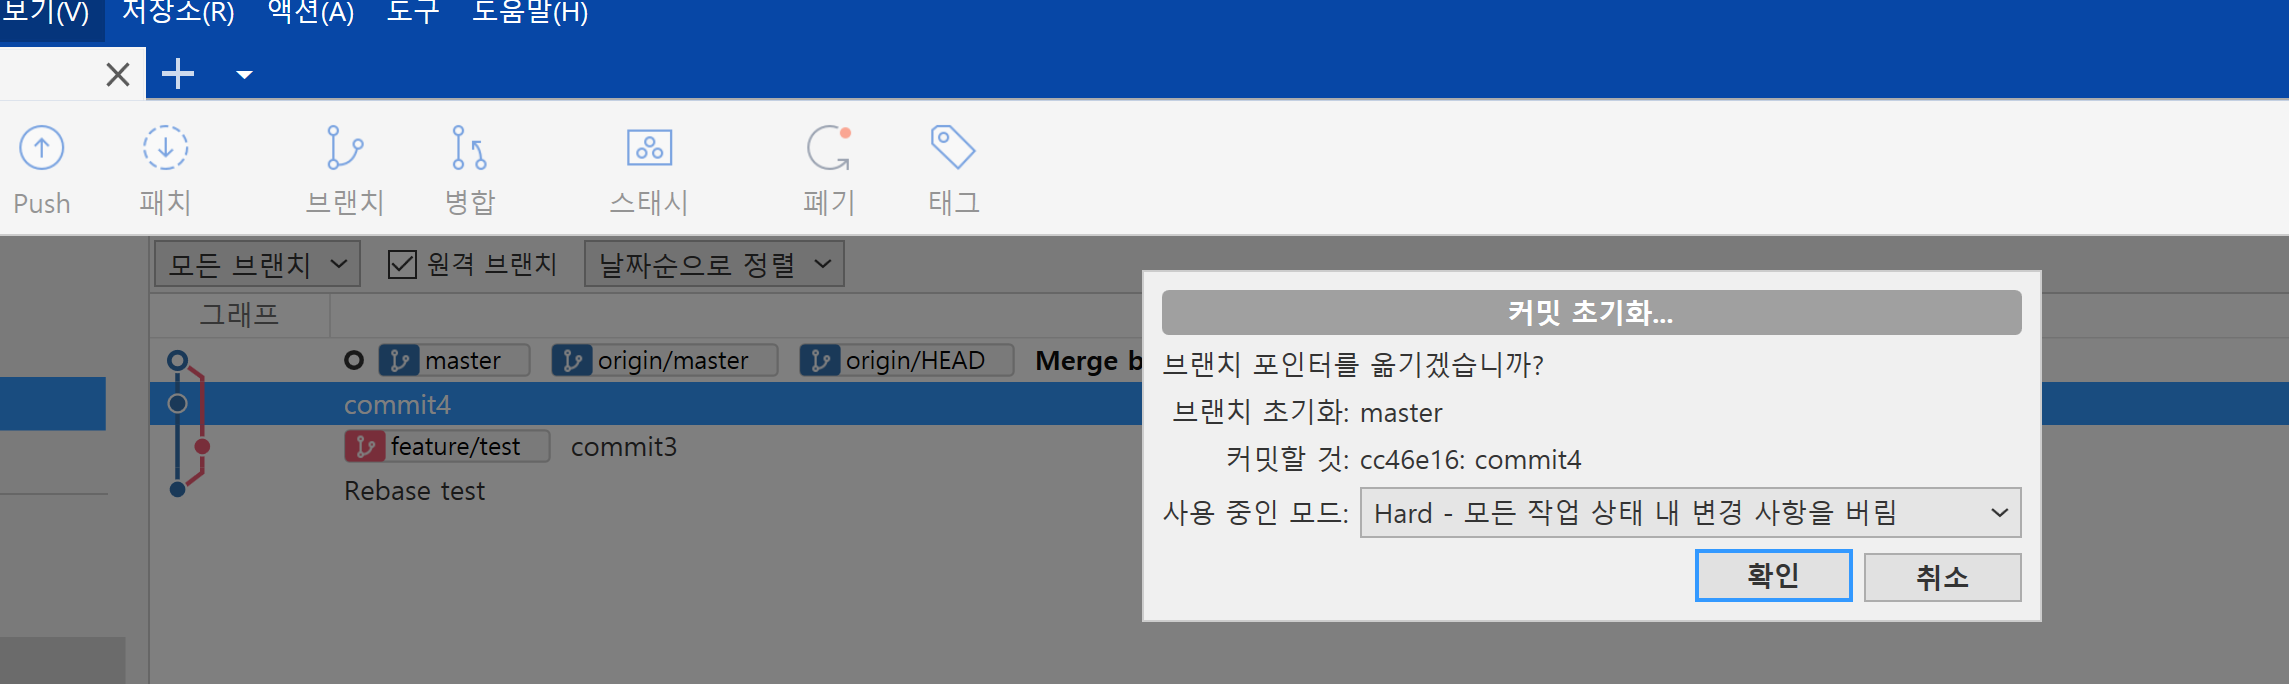 보기(V) 저장소(R) 액션(A) 도구 도움말(H)
Push 패치 브랜치 병합 스태시 폐기 태그
모든 브랜치 원격 브랜치 날짜순으로 정렬
그래프
master origin/master origin/HEAD Merge b
commit4
feature/test commit3
Rebase test
커밋 초기화...
브랜치 포인터를 옮기겠습니까?
브랜치 초기화: master
커밋할 것: cc46e16: commit4
사용 중인 모드: Hard - 모든 작업 상태 내 변경 사항을 버림
확인 취소